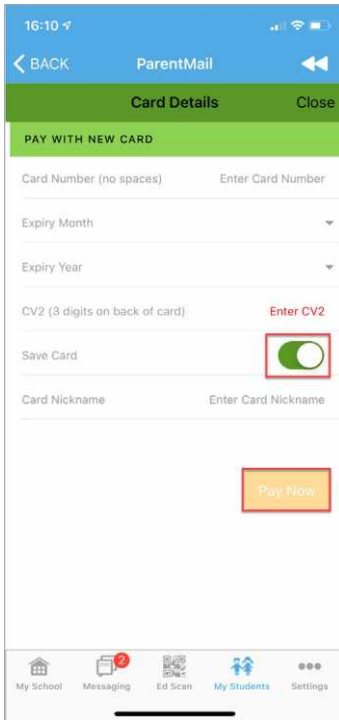 16:10
BACK ParentMail
Card Details Close
PAY WITH NEW CARD
Card Number (no spaces) Enter Card Number
Expiry Month
Expiry Year
CV2 (3 digits on back of card) Enter CV2
Save Card
Card Nickname Enter Card Nickname
Pay Now
2
My School Messaging Ed Scan My Students Settings